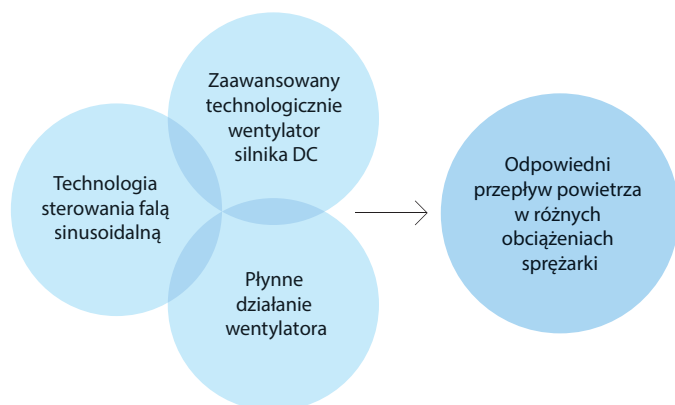 Zaawansowany
technologicznie
wentylator
silnika DC
Technologia
sterowania falą
sinusoidalną
Płynne
działanie
wentylatora
Odpowiedni
przepływ powietrza
w różnych
obciążeniach
sprężarki